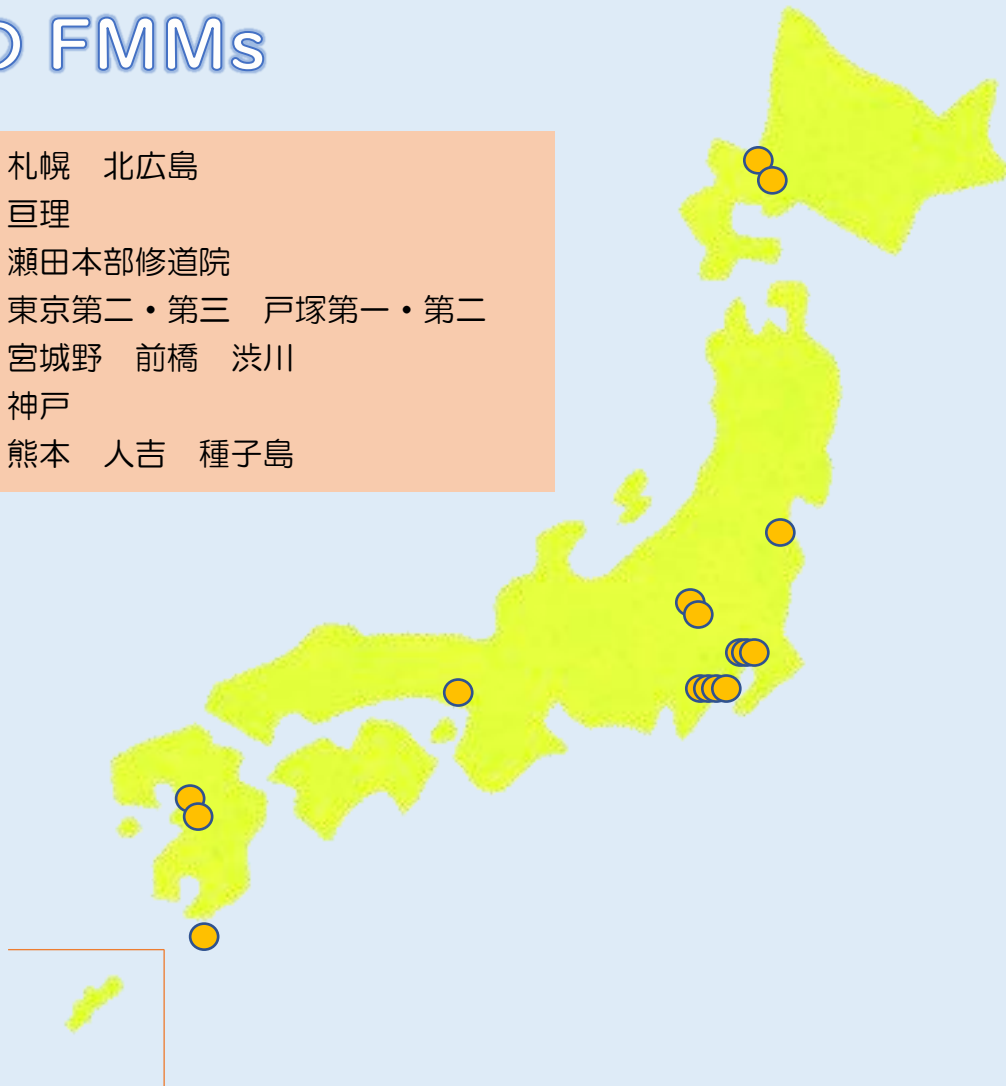 の FMMs
札幌　北広島
亘理
瀬田本部修道院
東京第二・第三　戸塚第一・第二
宮城野　前橋　渋川
神戸
熊本　人吉　種子島